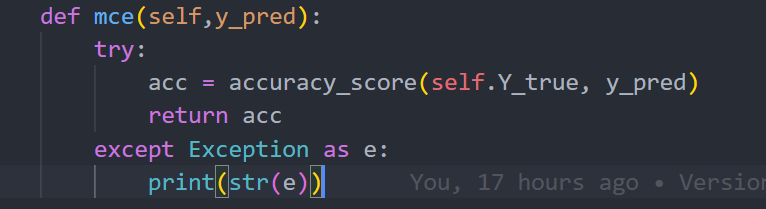 def mce(self,y_pred):
try:
acc = accuracy_score(self.Y_true, y_pred)
return acc
except Exception as e:
print(str(e)) You, 17 hours ago • Version